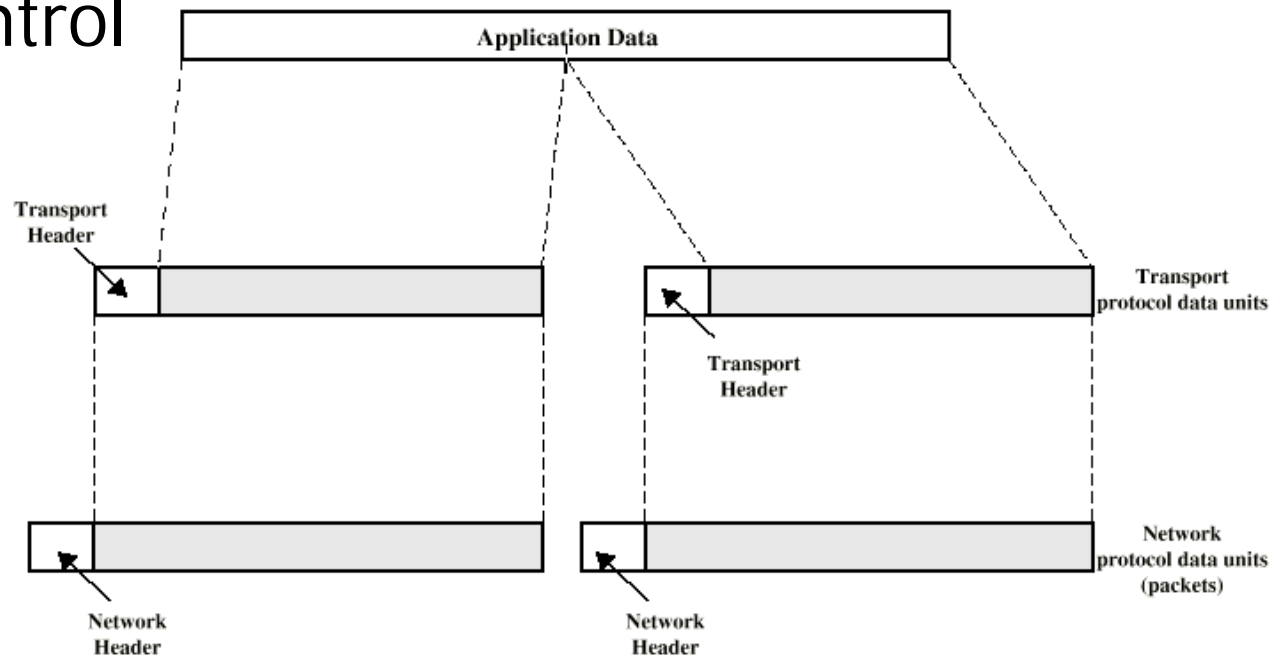 Application Data
Transport
Header
Transport
protocol data units
Transport
Header
Network
protocol data units
(packets)
Network
Header
Network
Header